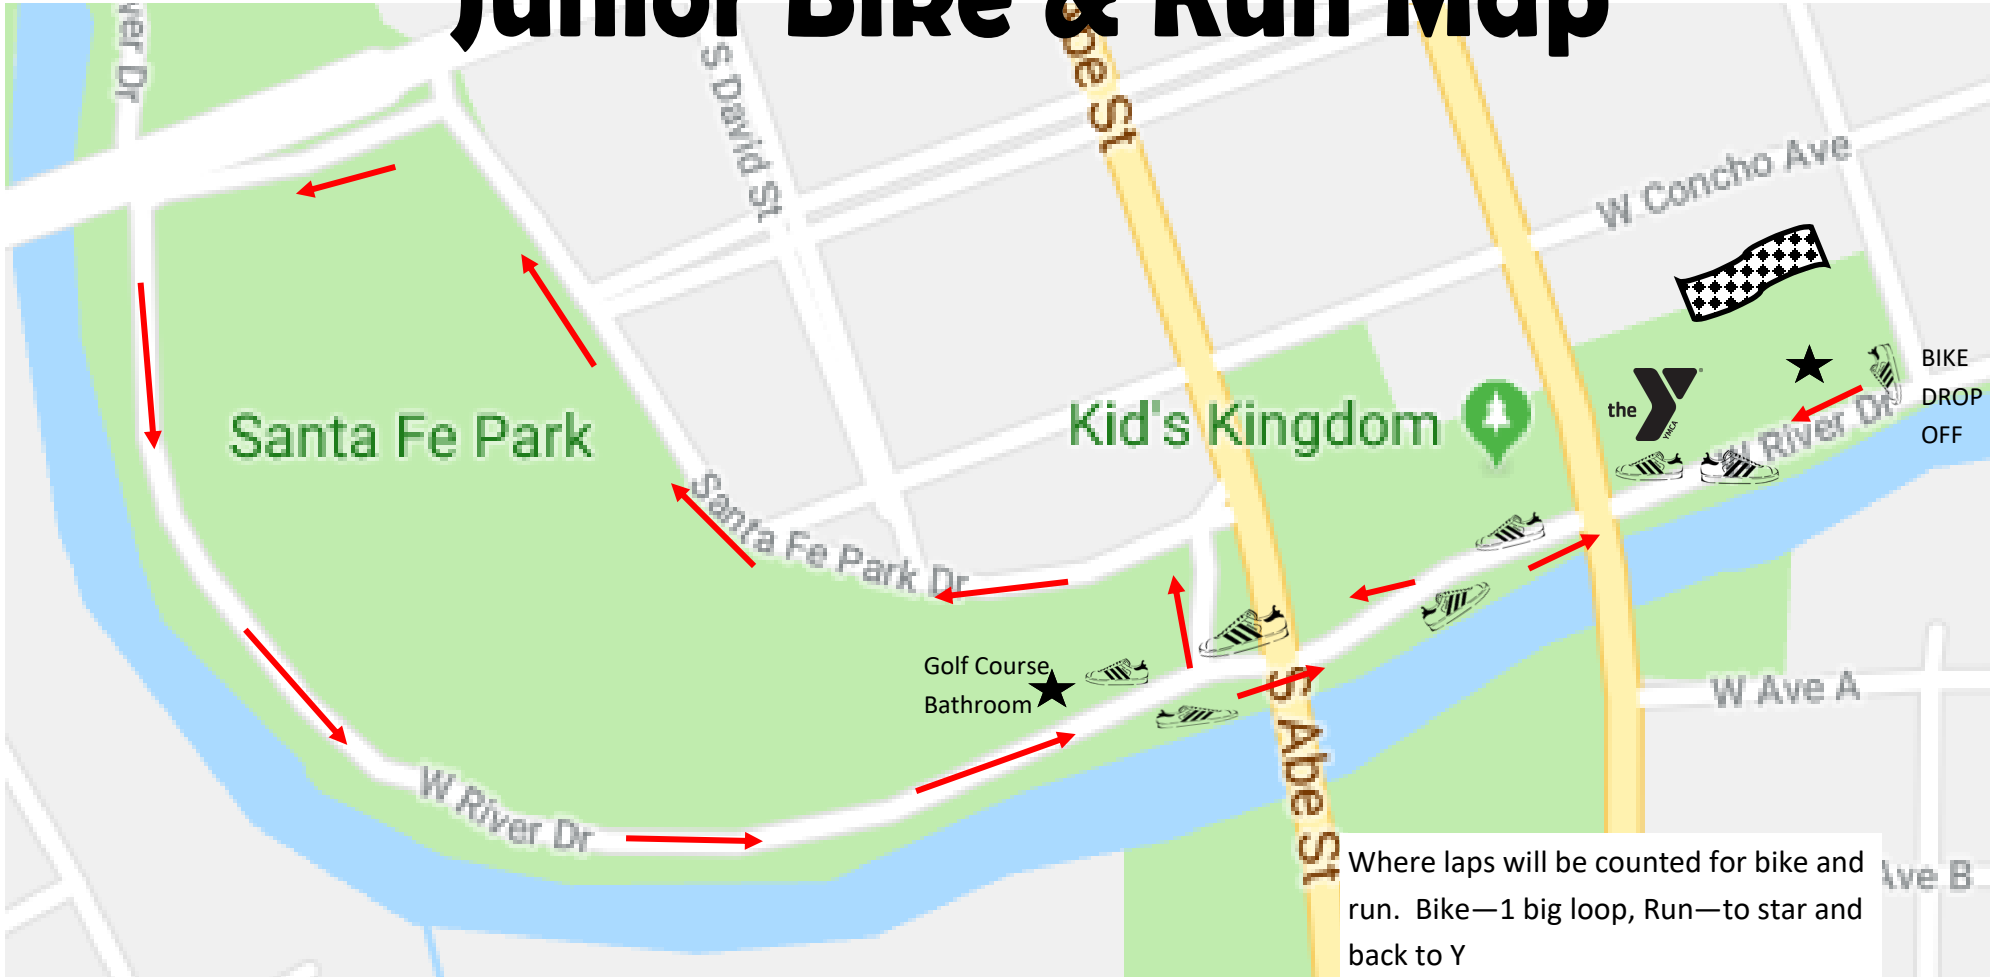 Junior Bike & Run Map
ver Dr
S David St
be St
W Concho Ave
Santa Fe Park
Kid's Kingdom
the Y
YMCA
BIKE
DROP
OFF
W River Dr
Santa Fe Park Dr
Golf Course
Bathroom
S Abe St
W Ave A
W River Dr
Ave B
Where laps will be counted for bike and
run. Bike—1 big loop, Run—to star and
back to Y